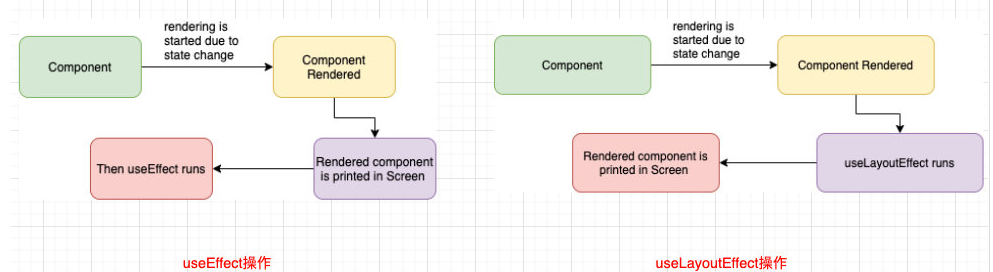 rendering is
started due to
state change
Component
Component
Rendered
Then useEffect runs
Rendered component
is printed in Screen
useEffect操作
rendering is
started due to
state change
Component
Component Rendered
Rendered component is
printed in Screen
useLayoutEffect runs
useLayoutEffect操作